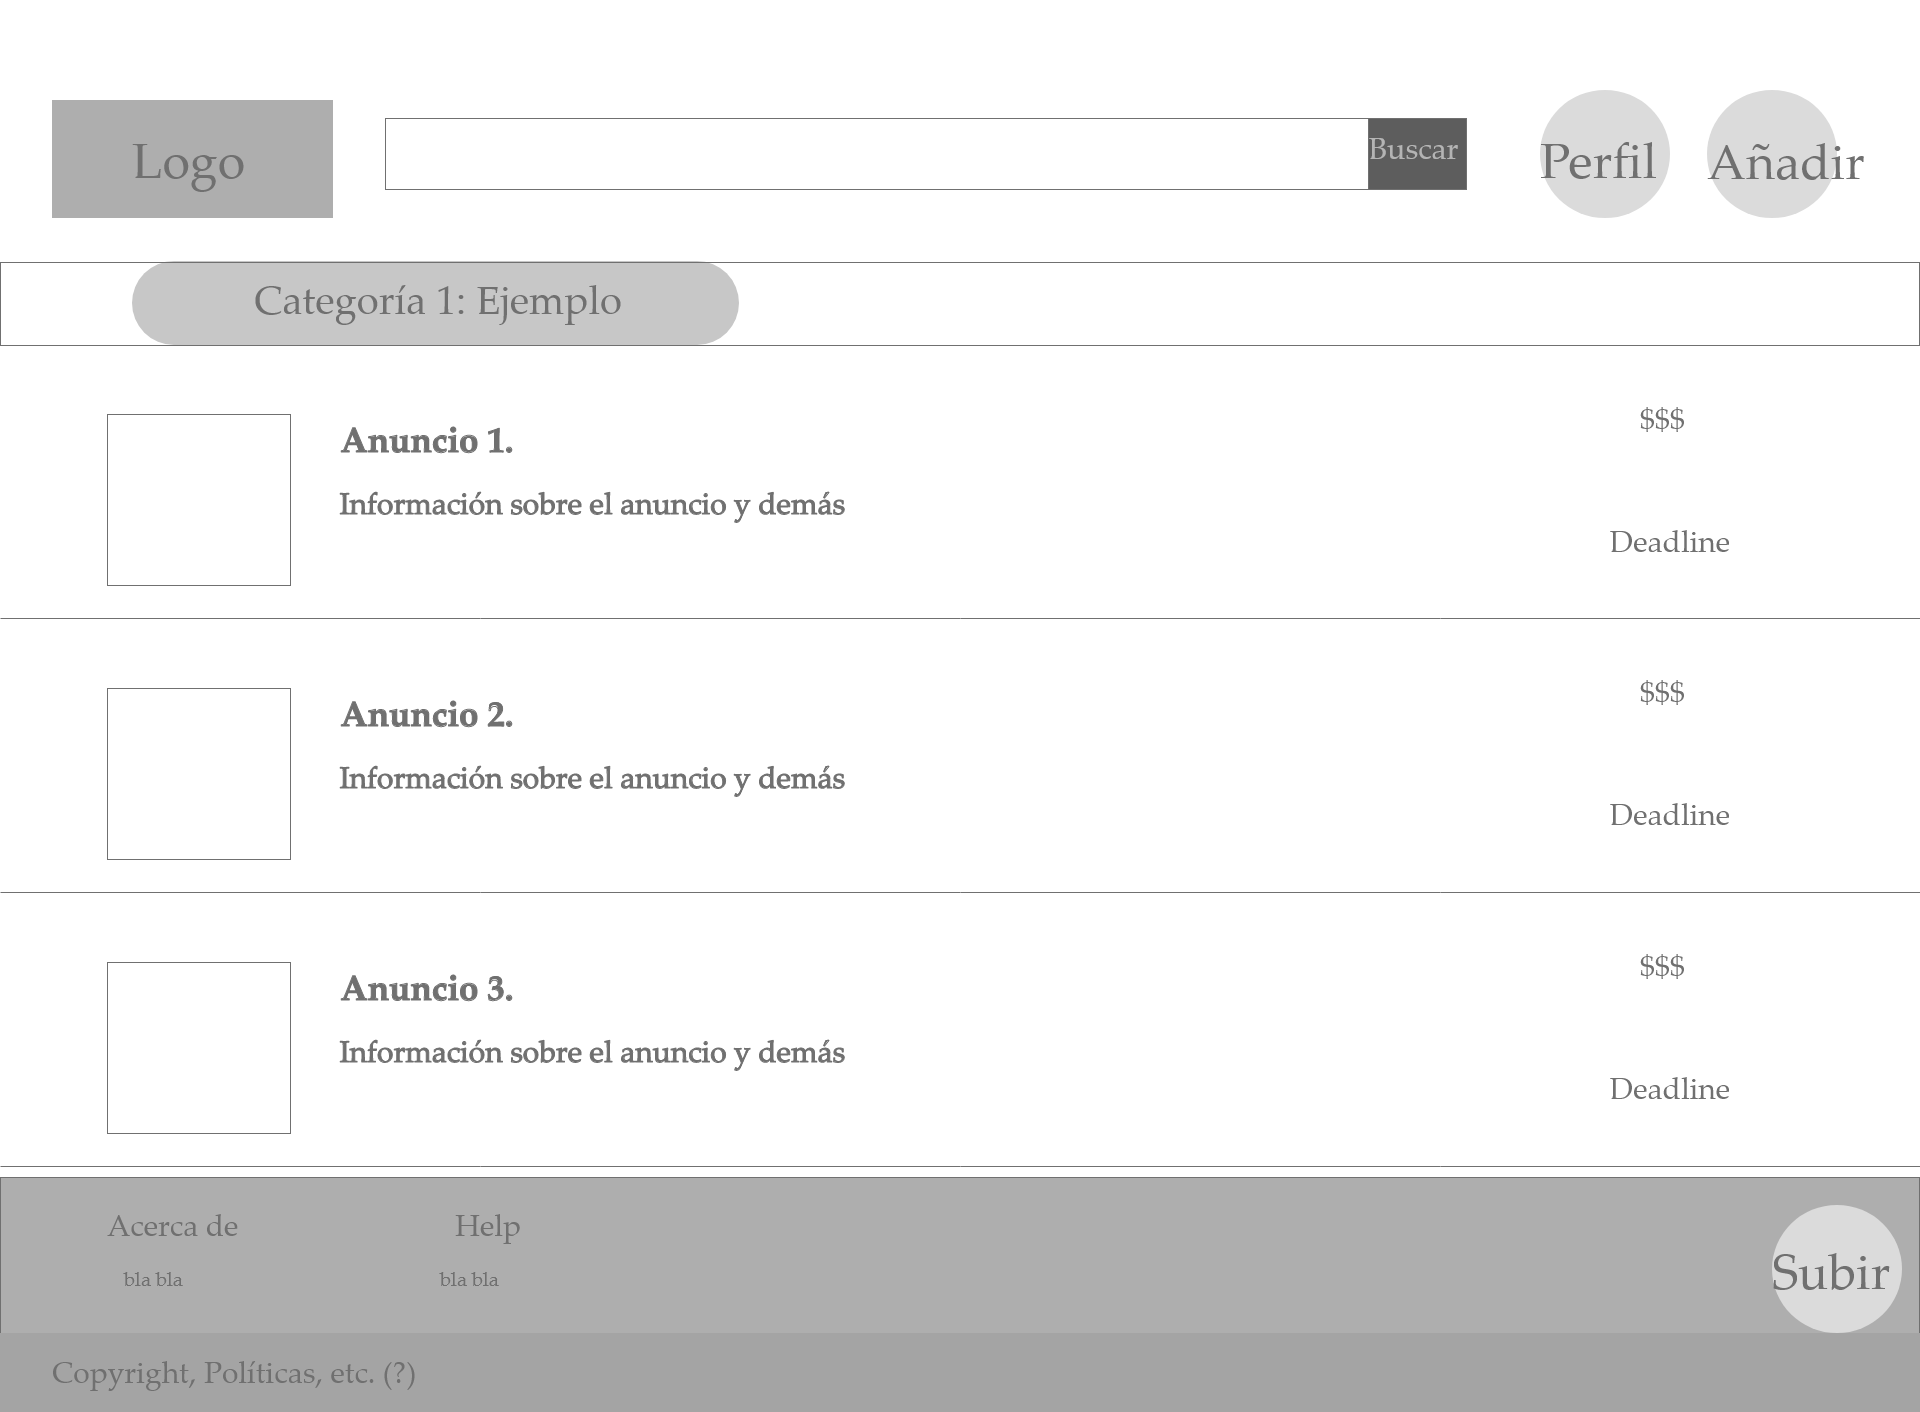 Logo
Buscar
Perfil
Añadir
Categoría 1: Ejemplo
Anuncio 1.
$$$
Información sobre el anuncio y demás
Deadline
Anuncio 2.
$$$
Información sobre el anuncio y demás
Deadline
Anuncio 3.
$$$
Información sobre el anuncio y demás
Deadline
Acerca de
Help
bla bla
bla bla
Subir
Copyright, Políticas, etc. (?)